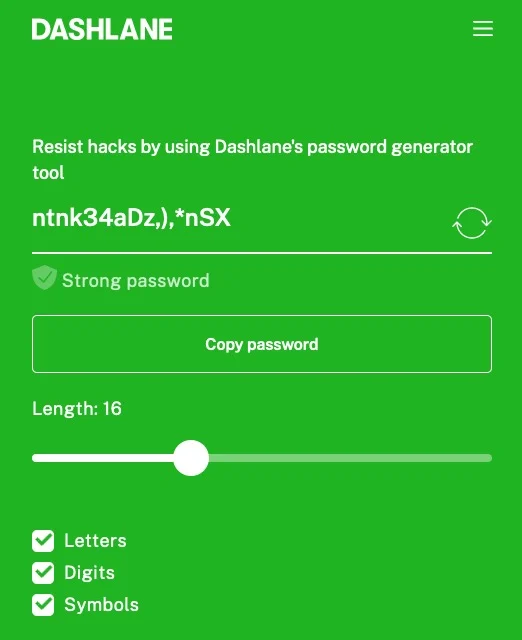 DASHLANE
Resist hacks by using Dashlane's password generator
tool
ntnk34aDz,),*nSX
Strong password
Copy password
Length: 16
Letters
Digits
Symbols